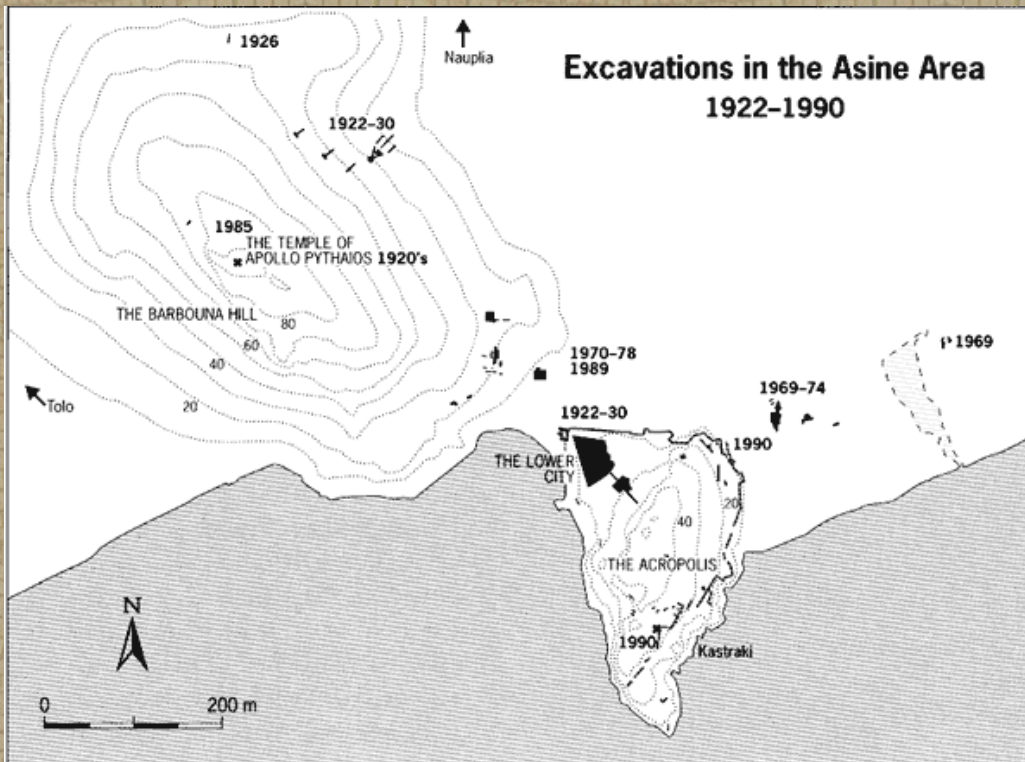 Excavations in the Asine Area
1922–1990
1926
Nauplia
1922–30
1985
THE TEMPLE OF
APOLLO PYTHAIOS 1920's
THE BARBOUNA HILL
80
60
40
20
Tolo
1970–78
1989
1969
1969–74
1922–30
1990
THE LOWER
CITY
20
40
THE ACROPOLIS
1990
Kastraki
N
0 200 m